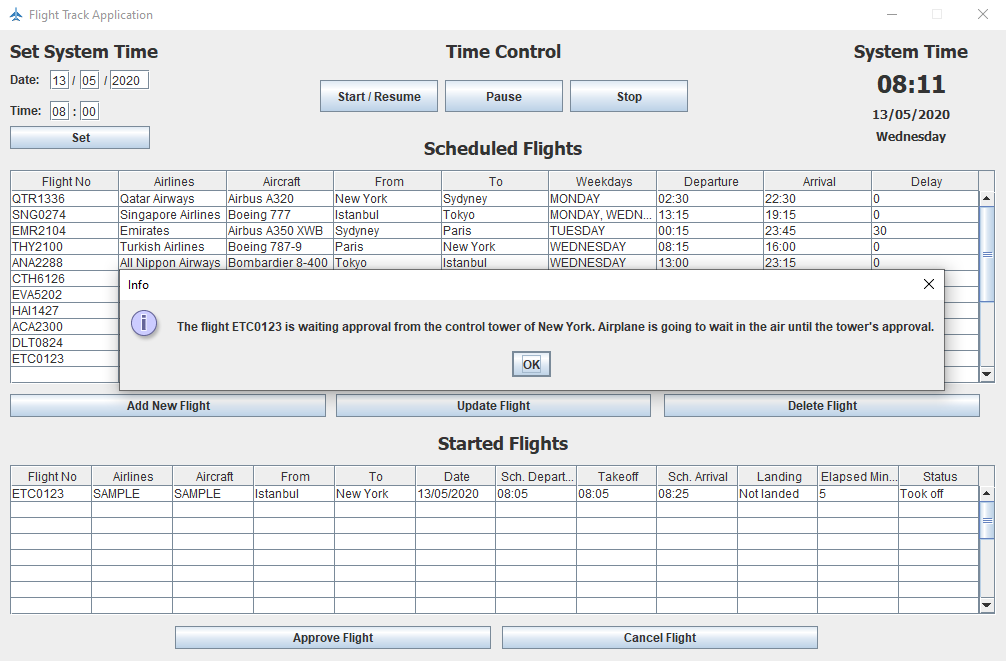 Flight Track Application
Set System Time
Time Control
System Time
Date: 13 / 05 / 2020
08:11
Start / Resume Pause Stop
Time: 08 : 00
13/05/2020
Set
Wednesday
Scheduled Flights
Flight No Airlines Aircraft From To Weekdays Departure Arrival Delay
QTR1336 Qatar Airways Airbus A320 New York Sydyney MONDAY 02:30 22:30 0
SNG0274 Singapore Airlines Boeing 777 Istanbul Tokyo MONDAY, WEDN... 13:15 19:15 0
EMR2104 Emirates Airbus A350 XWB Sydyney Paris TUESDAY 00:15 23:45 30
THY2100 Turkish Airlines Boeing 787-9 Paris New York WEDNESDAY 08:15 16:00 0
ANA2288 All Nippon Airways Bombardier 8-400 Tokyo Istanbul WEDNESDAY 13:00 23:15 0
CTH6126
EVA5202
HAI1427
ACA2300
DLT0824
ETC0123
Info
The flight ETC0123 is waiting approval from the control tower of New York. Airplane is going to wait in the air until the tower's approval.
OK
Add New Flight Update Flight Delete Flight
Started Flights
Flight No Airlines Aircraft From To Date Sch. Depart... Takeoff Sch. Arrival Landing Elapsed Min... Status
ETC0123 SAMPLE SAMPLE Istanbul New York 13/05/2020 08:05 08:05 08:25 Not landed 5 Took off
Approve Flight Cancel Flight